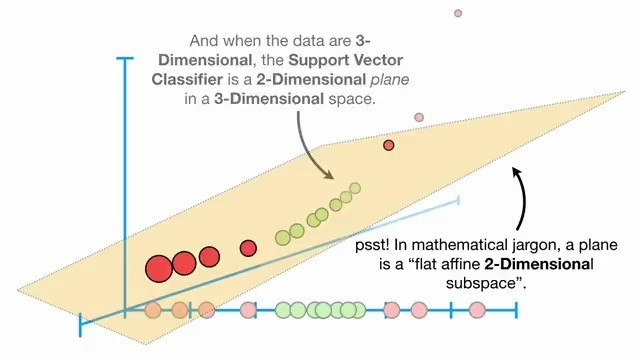 And when the data are 3-
Dimensional, the Support Vector
Classifier is a 2-Dimensional plane
in a 3-Dimensional space.
psst! In mathematical jargon, a plane
is a “flat affine 2-Dimensional
subspace”.